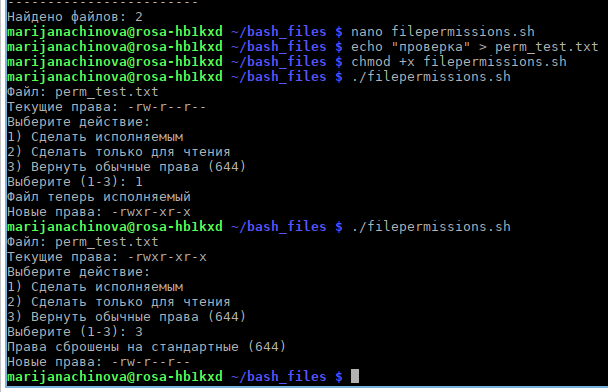 -------------------------
Найдено файлов: 2
marijanachinova@rosa-hb1kxd ~/bash_files $ nano filepermissions.sh
marijanachinova@rosa-hb1kxd ~/bash_files $ echo "проверка" > perm_test.txt
marijanachinova@rosa-hb1kxd ~/bash_files $ chmod +x filepermissions.sh
marijanachinova@rosa-hb1kxd ~/bash_files $ ./filepermissions.sh
Файл: perm_test.txt
Текущие права: -rw-r--r--
Выберите действие:
1) Сделать исполняемым
2) Сделать только для чтения
3) Вернуть обычные права (644)
Выберите (1-3): 1
Файл теперь исполняемый
Новые права: -rwxr-xr-x
marijanachinova@rosa-hb1kxd ~/bash_files $ ./filepermissions.sh
Файл: perm_test.txt
Текущие права: -rwxr-xr-x
Выберите действие:
1) Сделать исполняемым
2) Сделать только для чтения
3) Вернуть обычные права (644)
Выберите (1-3): 3
Права сброшены на стандартные (644)
Новые права: -rw-r--r--
marijanachinova@rosa-hb1kxd ~/bash_files $